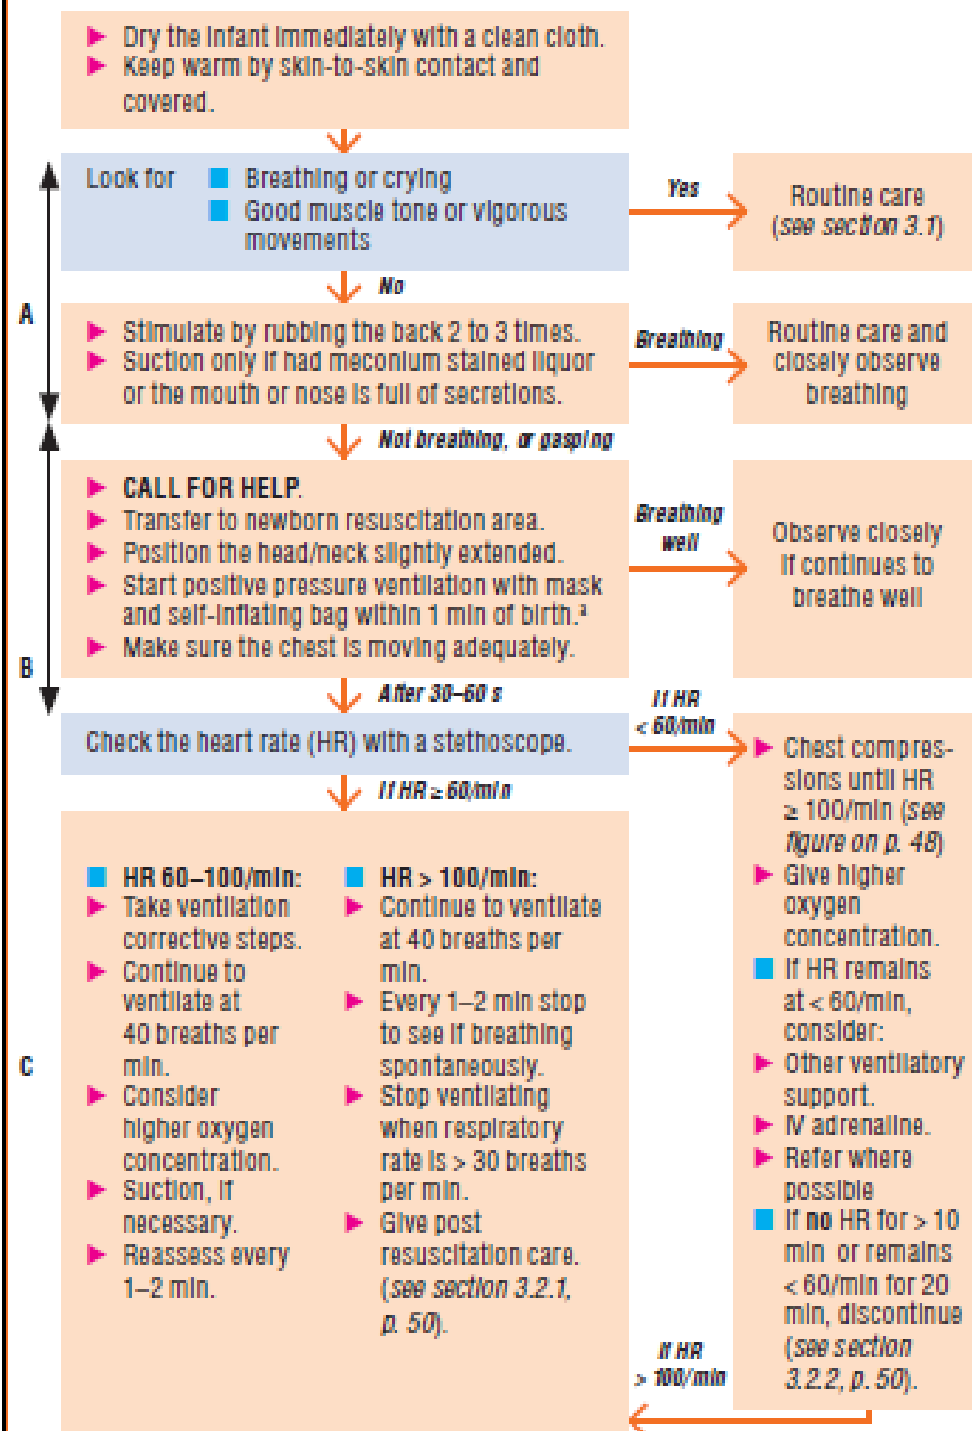 Dry the infant immediately with a clean cloth.
Keep warm by skin-to-skin contact and
covered.
Look for
Breathing or crying
Good muscle tone or vigorous
movements
Yes
Routine care
(see section 3.1)
No
A
Stimulate by rubbing the back 2 to 3 times.
Suction only if had meconium stained liquor
or the mouth or nose is full of secretions.
Breathing
Routine care and
closely observe
breathing
Not breathing, or gasping
CALL FOR HELP.
Transfer to newborn resuscitation area.
Position the head/neck slightly extended.
Start positive pressure ventilation with mask
and self-inflating bag within 1 min of birth.ª
Make sure the chest is moving adequately.
Breathing
well
Observe closely
if continues to
breathe well
B
After 30–60 s
Check the heart rate (HR) with a stethoscope.
If HR
< 60/min
If HR ≥ 60/min
C
HR 60–100/min:
Take ventilation
corrective steps.
Continue to
ventilate at
40 breaths per
min.
Consider
higher oxygen
concentration.
Suction, if
necessary.
Reassess every
1–2 min.
HR > 100/min:
Continue to ventilate
at 40 breaths per
min.
Every 1–2 min stop
to see if breathing
spontaneously.
Stop ventilating
when respiratory
rate is > 30 breaths
per min.
Give post
resuscitation care.
(see section 3.2.1,
p. 50).
Chest compres-
sions until HR
≥ 100/min (see
figure on p. 48)
Give higher
oxygen
concentration.
If HR remains
at < 60/min,
consider:
Other ventilatory
support.
IV adrenaline.
Refer where
possible
If no HR for > 10
min or remains
< 60/min for 20
min, discontinue
(see section
3.2.2, p. 50).
If HR
> 100/min